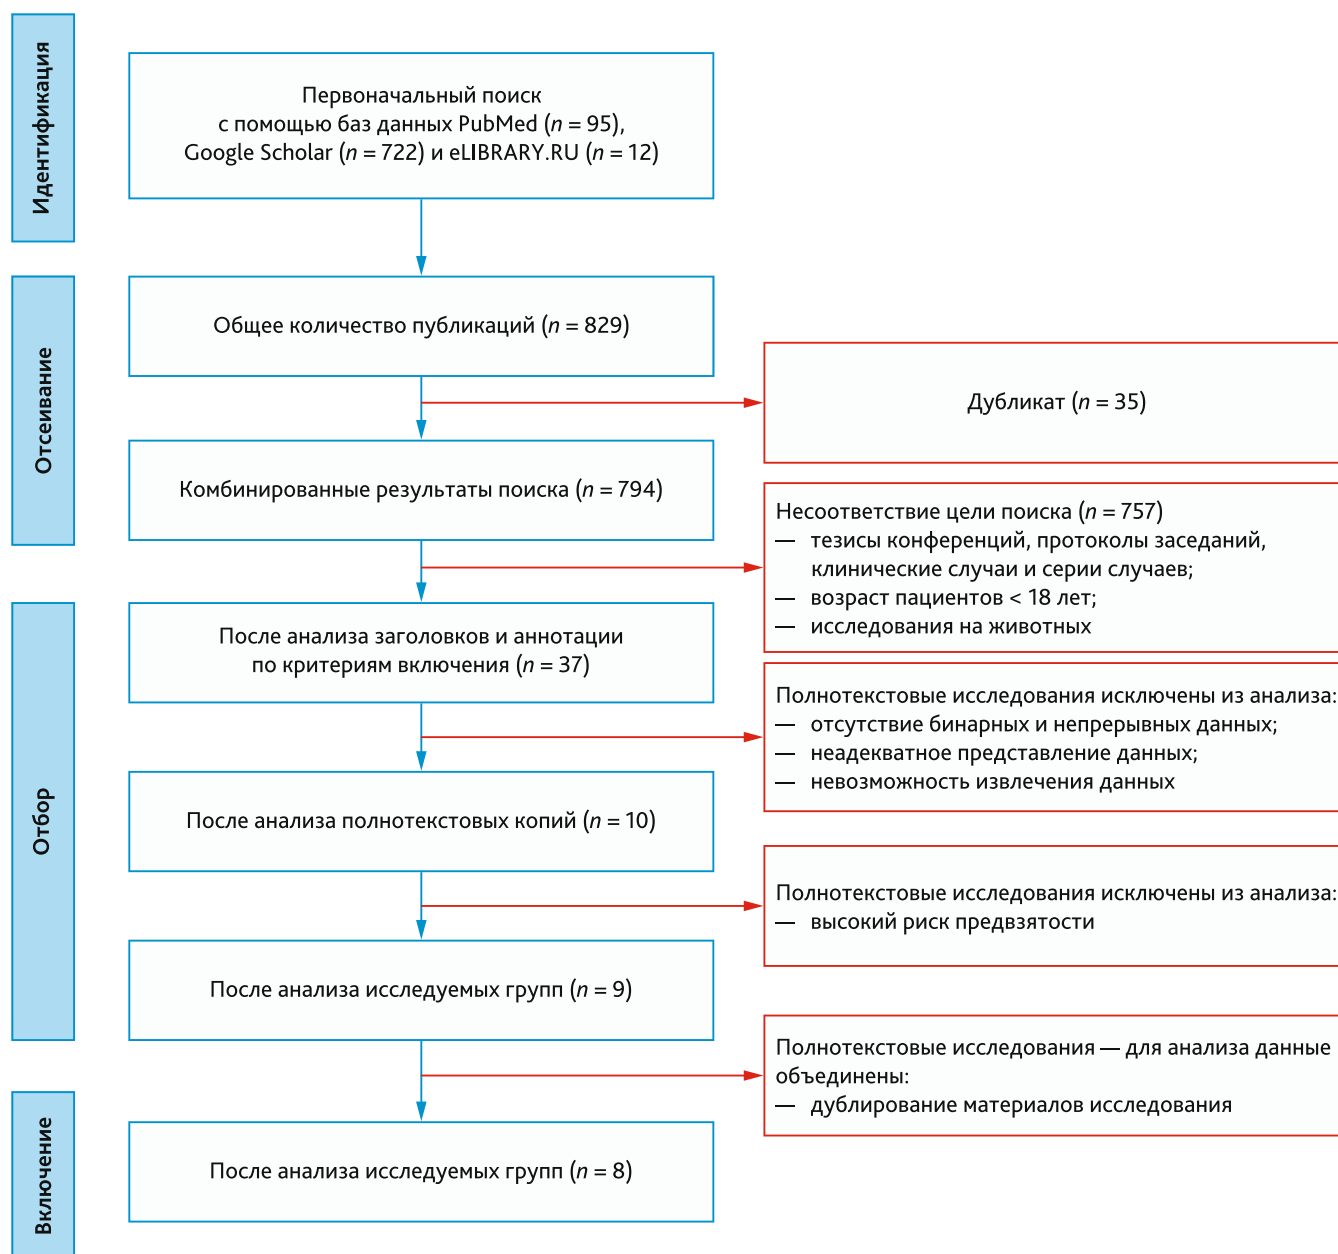 Идентификация
Первоначальный поиск
с помощью баз данных PubMed (n = 95),
Google Scholar (n = 722) и eLIBRARY.RU (n = 12)
Отсеивание
Общее количество публикаций (n = 829)
Дубликат (n = 35)
Комбинированные результаты поиска (n = 794)
Несоответствие цели поиска (n = 757)
— тезисы конференций, протоколы заседаний,
клинические случаи и серии случаев;
— возраст пациентов < 18 лет;
— исследования на животных
Отбор
После анализа заголовков и аннотации
по критериям включения (n = 37)
Полнотекстовые исследования исключены из анализа:
— отсутствие бинарных и непрерывных данных;
— неадекватное представление данных;
— невозможность извлечения данных
После анализа полнотекстовых копий (n = 10)
Полнотекстовые исследования исключены из анализа:
— высокий риск предвзятости
После анализа исследуемых групп (n = 9)
Полнотекстовые исследования — для анализа данные
объединены:
— дублирование материалов исследования
Включение
После анализа исследуемых групп (n = 8)